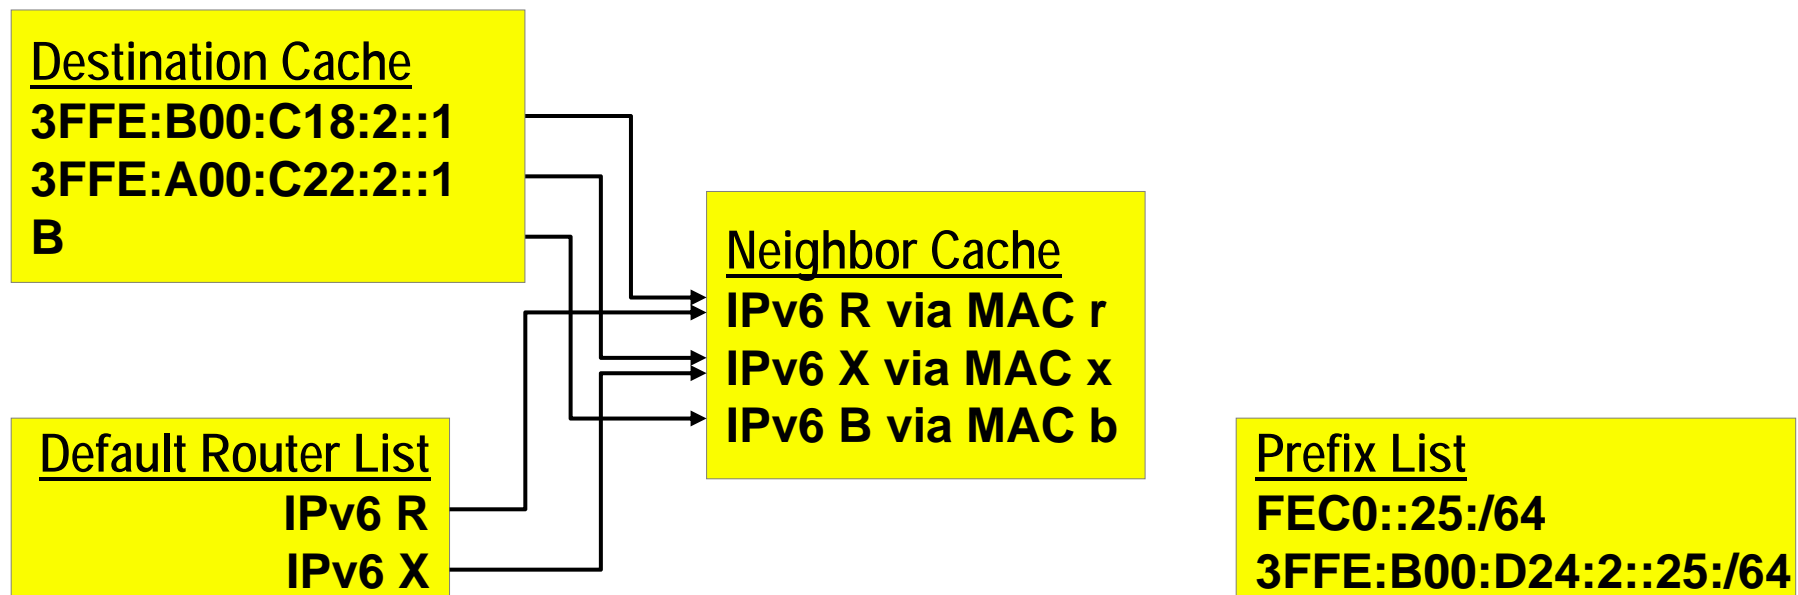 Destination Cache
3FFE:B00:C18:2::1
3FFE:A00:C22:2::1
B
Neighbor Cache
IPv6 R via MAC r
IPv6 X via MAC x
IPv6 B via MAC b
Default Router List
IPv6 R
IPv6 X
Prefix List
FEC0::25:/64
3FFE:B00:D24:2::25:/64